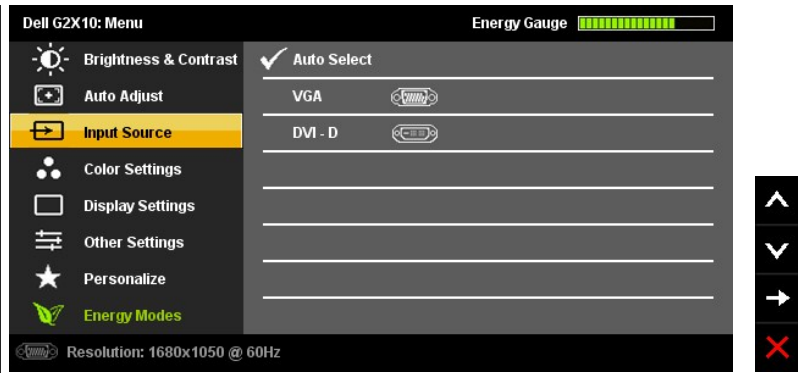 Dell G2X10: Menu Energy Gauge
Brightness & Contrast Auto Select
Auto Adjust VGA
Input Source DVI - D
Color Settings
Display Settings
Other Settings
Personalize
Energy Modes
Resolution: 1680x1050 @ 60Hz